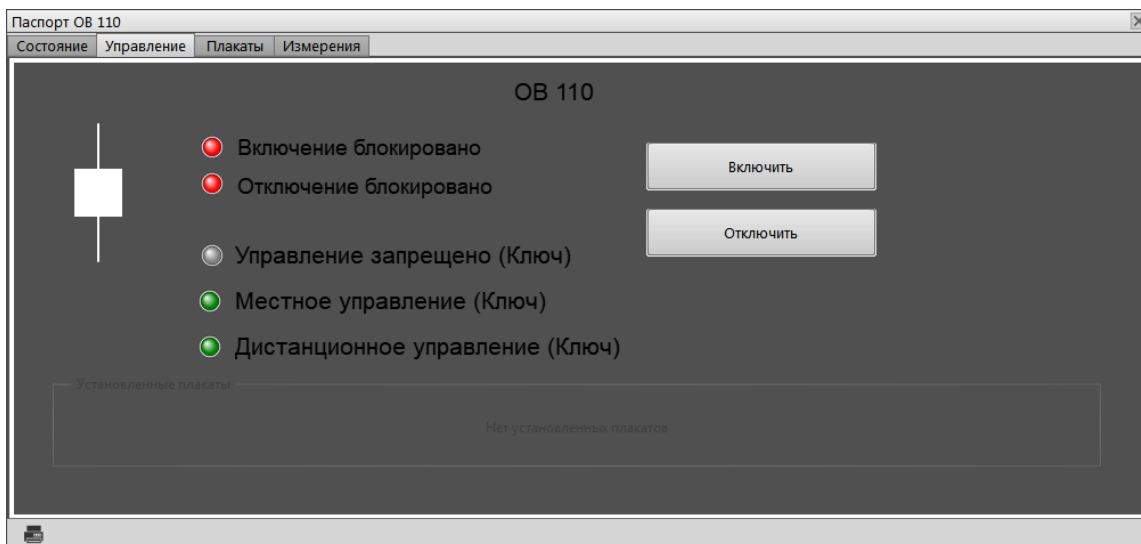 Паспорт ОВ 110
Состояние Управление Плакаты Измерения
ОВ 110
Включение блокировано
Отключение блокировано
Включить
Отключить
Управление запрещено (Ключ)
Местное управление (Ключ)
Дистанционное управление (Ключ)
Установленные плакаты
Нет установленных плакатов